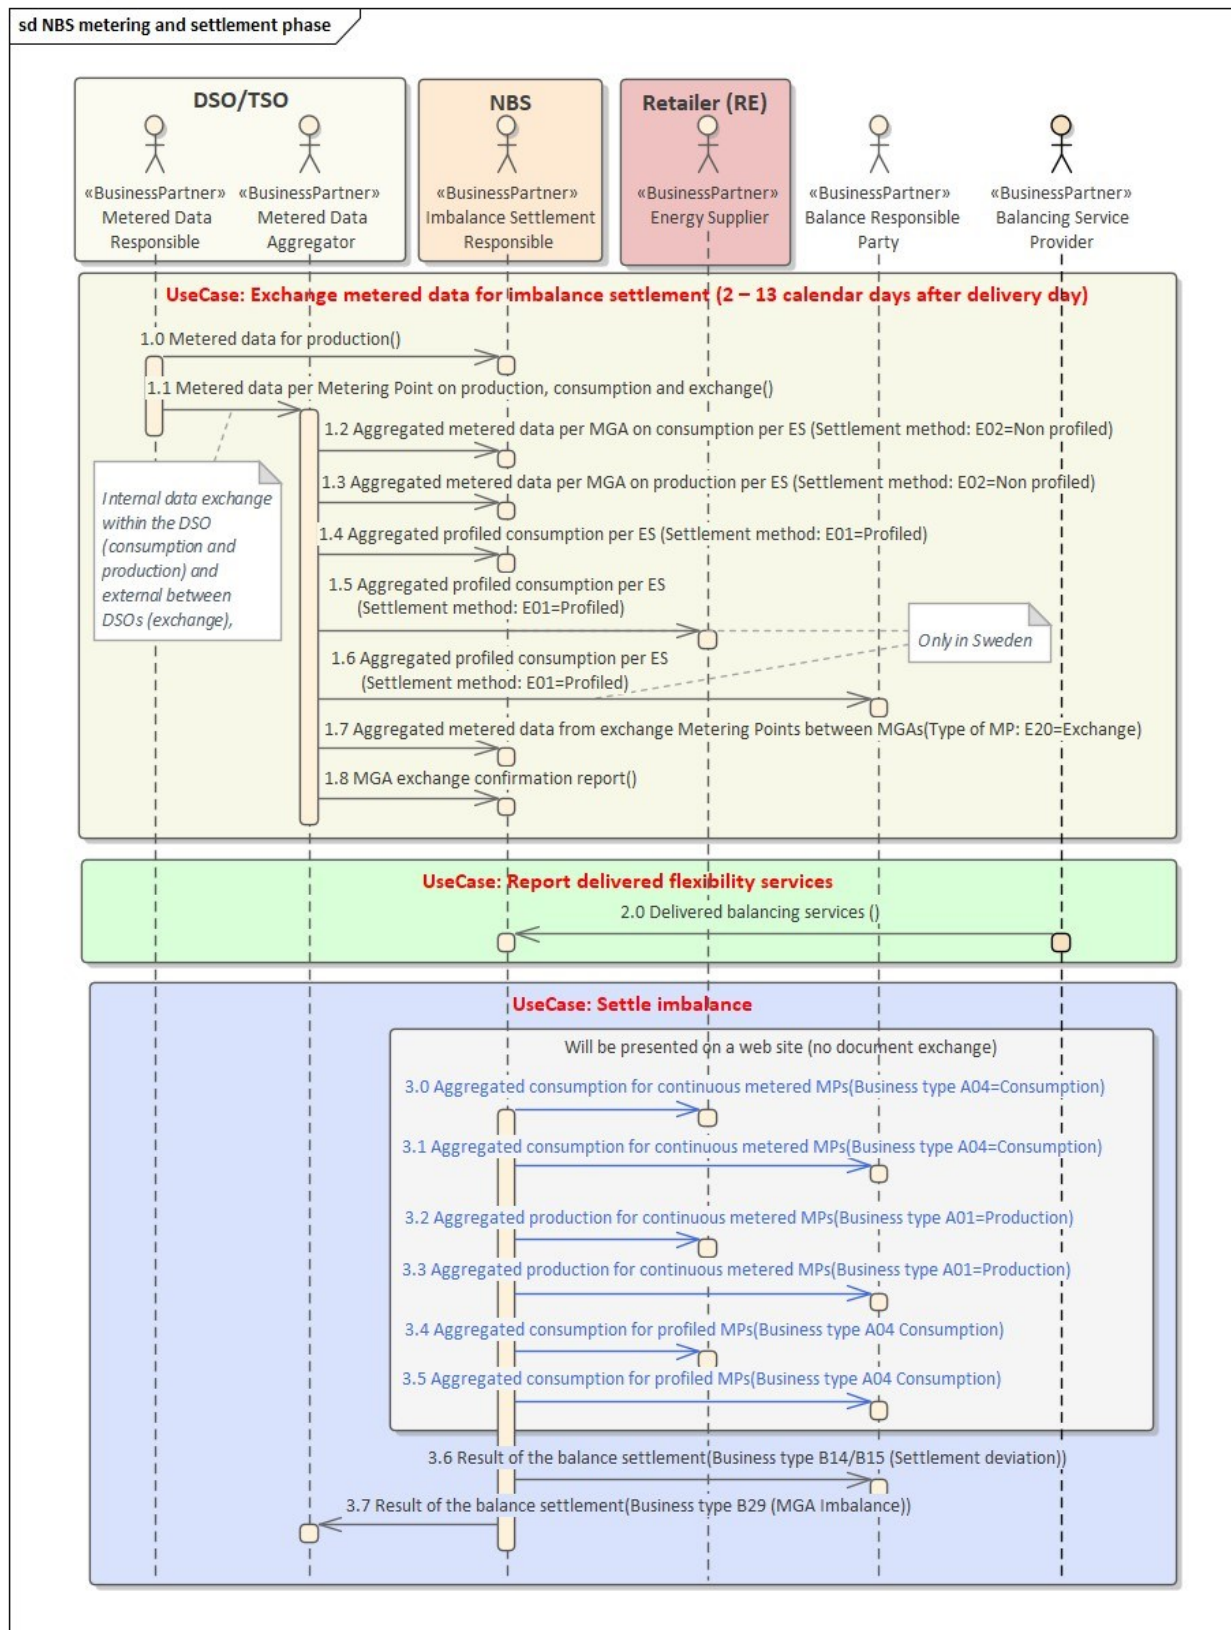 sd NBS metering and settlement phase
DSO/TSO
NBS
Retailer (RE)
«BusinessPartner»
Metered Data
Responsible
«BusinessPartner»
Metered Data
Aggregator
«BusinessPartner»
Imbalance Settlement
Responsible
«BusinessPartner»
Energy Supplier
«BusinessPartner»
Balance Responsible
Party
«BusinessPartner»
Balancing Service
Provider
UseCase: Exchange metered data for imbalance settlement (2 – 13 calendar days after delivery day)
1.0 Metered data for production()
1.1 Metered data per Metering Point on production, consumption and exchange()
1.2 Aggregated metered data per MGA on consumption per ES (Settlement method: E02=Non profiled)
Internal data exchange
within the DSO
(consumption and
production) and
external between
DSOs (exchange),
1.3 Aggregated metered data per MGA on production per ES (Settlement method: E02=Non profiled)
1.4 Aggregated profiled consumption per ES (Settlement method: E01=Profiled)
1.5 Aggregated profiled consumption per ES
(Settlement method: E01=Profiled)
Only in Sweden
1.6 Aggregated profiled consumption per ES
(Settlement method: E01=Profiled)
1.7 Aggregated metered data from exchange Metering Points between MGAs(Type of MP: E20=Exchange)
1.8 MGA exchange confirmation report()
UseCase: Report delivered flexibility services
2.0 Delivered balancing services ()
UseCase: Settle imbalance
Will be presented on a web site (no document exchange)
3.0 Aggregated consumption for continuous metered MPs(Business type A04=Consumption)
3.1 Aggregated consumption for continuous metered MPs(Business type A04=Consumption)
3.2 Aggregated production for continuous metered MPs(Business type A01=Production)
3.3 Aggregated production for continuous metered MPs(Business type A01=Production)
3.4 Aggregated consumption for profiled MPs(Business type A04 Consumption)
3.5 Aggregated consumption for profiled MPs(Business type A04 Consumption)
3.6 Result of the balance settlement(Business type B14/B15 (Settlement deviation))
3.7 Result of the balance settlement(Business type B29 (MGA Imbalance))